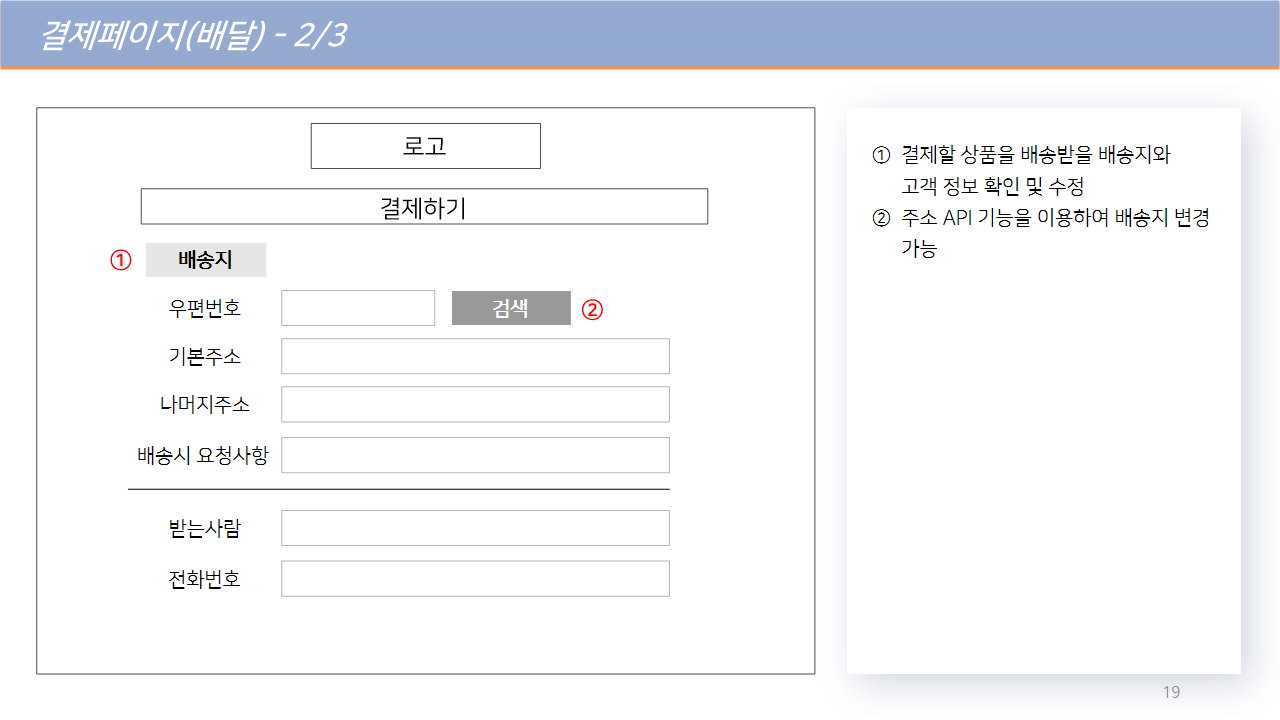 결제페이지(배달) - 2/3
로고
결제하기
① 배송지
우편번호 검색 ②
기본주소
나머지주소
배송시 요청사항
받는사람
전화번호
① 결제할 상품을 배송받을 배송지와
고객 정보 확인 및 수정
② 주소 API 기능을 이용하여 배송지 변경
가능
19